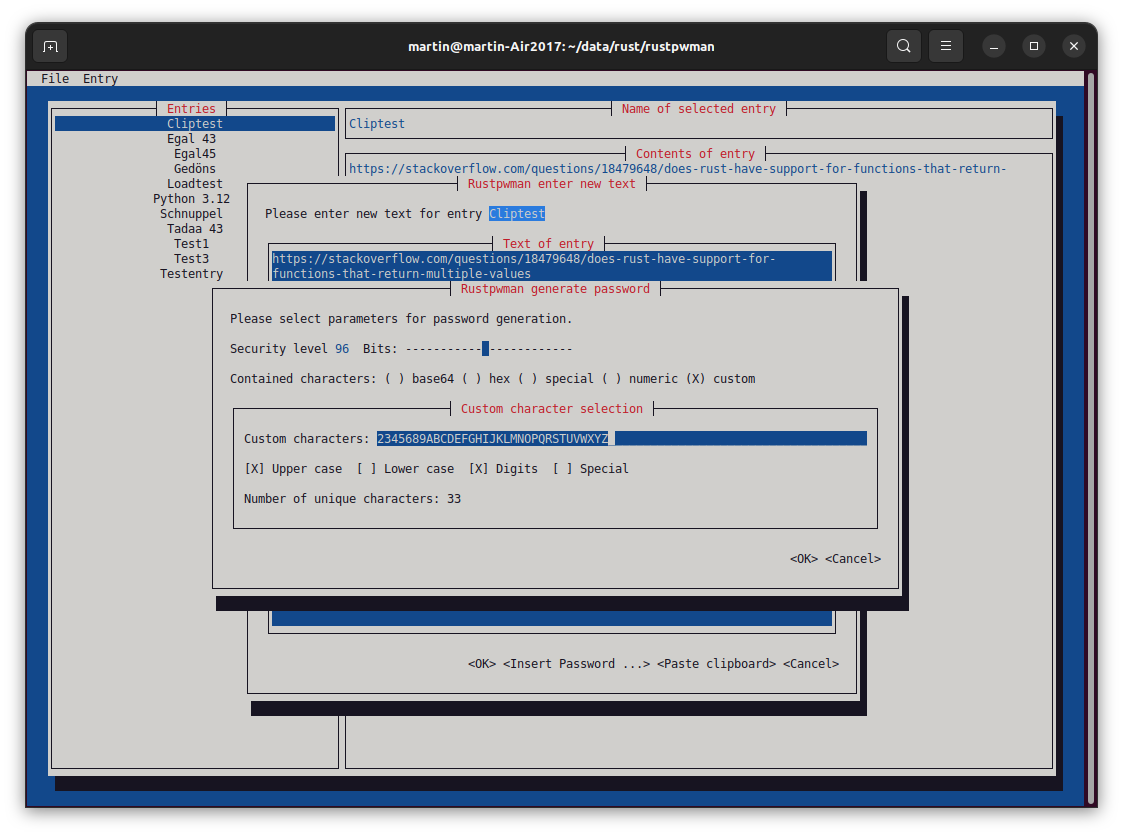 martin@martin-Air2017: ~/data/rust/rustpwman
File Entry
Entries
Name of selected entry
Cliptest
Cliptest
Egal 43
Egal45
Contents of entry
Gedöns
https://stackoverflow.com/questions/18479648/does-rust-have-support-for-functions-that-return-
Loadtest
Rustpwman enter new text
Python 3.12
Schnuppel
Please enter new text for entry Cliptest
Tadaa 43
Test1
Text of entry
Test3
https://stackoverflow.com/questions/18479648/does-rust-have-support-for-
Testentry
functions-that-return-multiple-values
Rustpwman generate password
Please select parameters for password generation.
Security level 96 Bits: ------------------------
Contained characters: ( ) base64 ( ) hex ( ) special ( ) numeric (X) custom
Custom character selection
Custom characters: 2345689ABCDEFGHIJKLMNOPQRSTUVWXYZ
[X] Upper case [ ] Lower case [X] Digits [ ] Special
Number of unique characters: 33
<OK> <Cancel>
<OK> <Insert Password ...> <Paste clipboard> <Cancel>